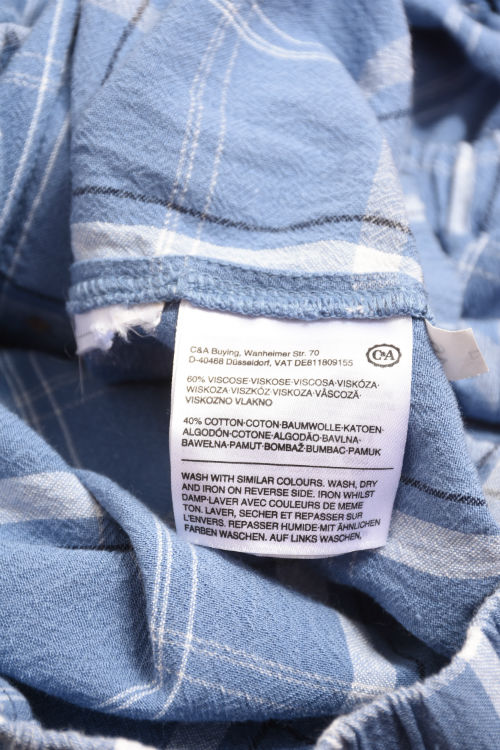 C&A Buying, Wanheimer Str. 70
D-40468 Düsseldorf, VAT DE811809155
C&A
60% VISCOSE·VISKOSE·VISCOSA·VISKÓZA·
WISKOZA·VISZKÓZ VISKOZA·VÂSCOZĂ·
VISKOZNO VLAKNO
40% COTTON·COTON·BAUMWOLLE·KATOEN·
ALGODÓN·COTONE·ALGODÃO·BAVLNA·
BAWEŁNA·PAMUT·BOMBAŽ·BUMBAC·PAMUK
WASH WITH SIMILAR COLOURS. WASH, DRY
AND IRON ON REVERSE SIDE. IRON WHILST
DAMP·LAVER AVEC COULEURS DE MEME
TON. LAVER, SECHER ET REPASSER SUR
L'ENVERS. REPASSER HUMIDE·MIT ÄHNLICHEN
FARBEN WASCHEN. AUF LINKS WASCHEN,